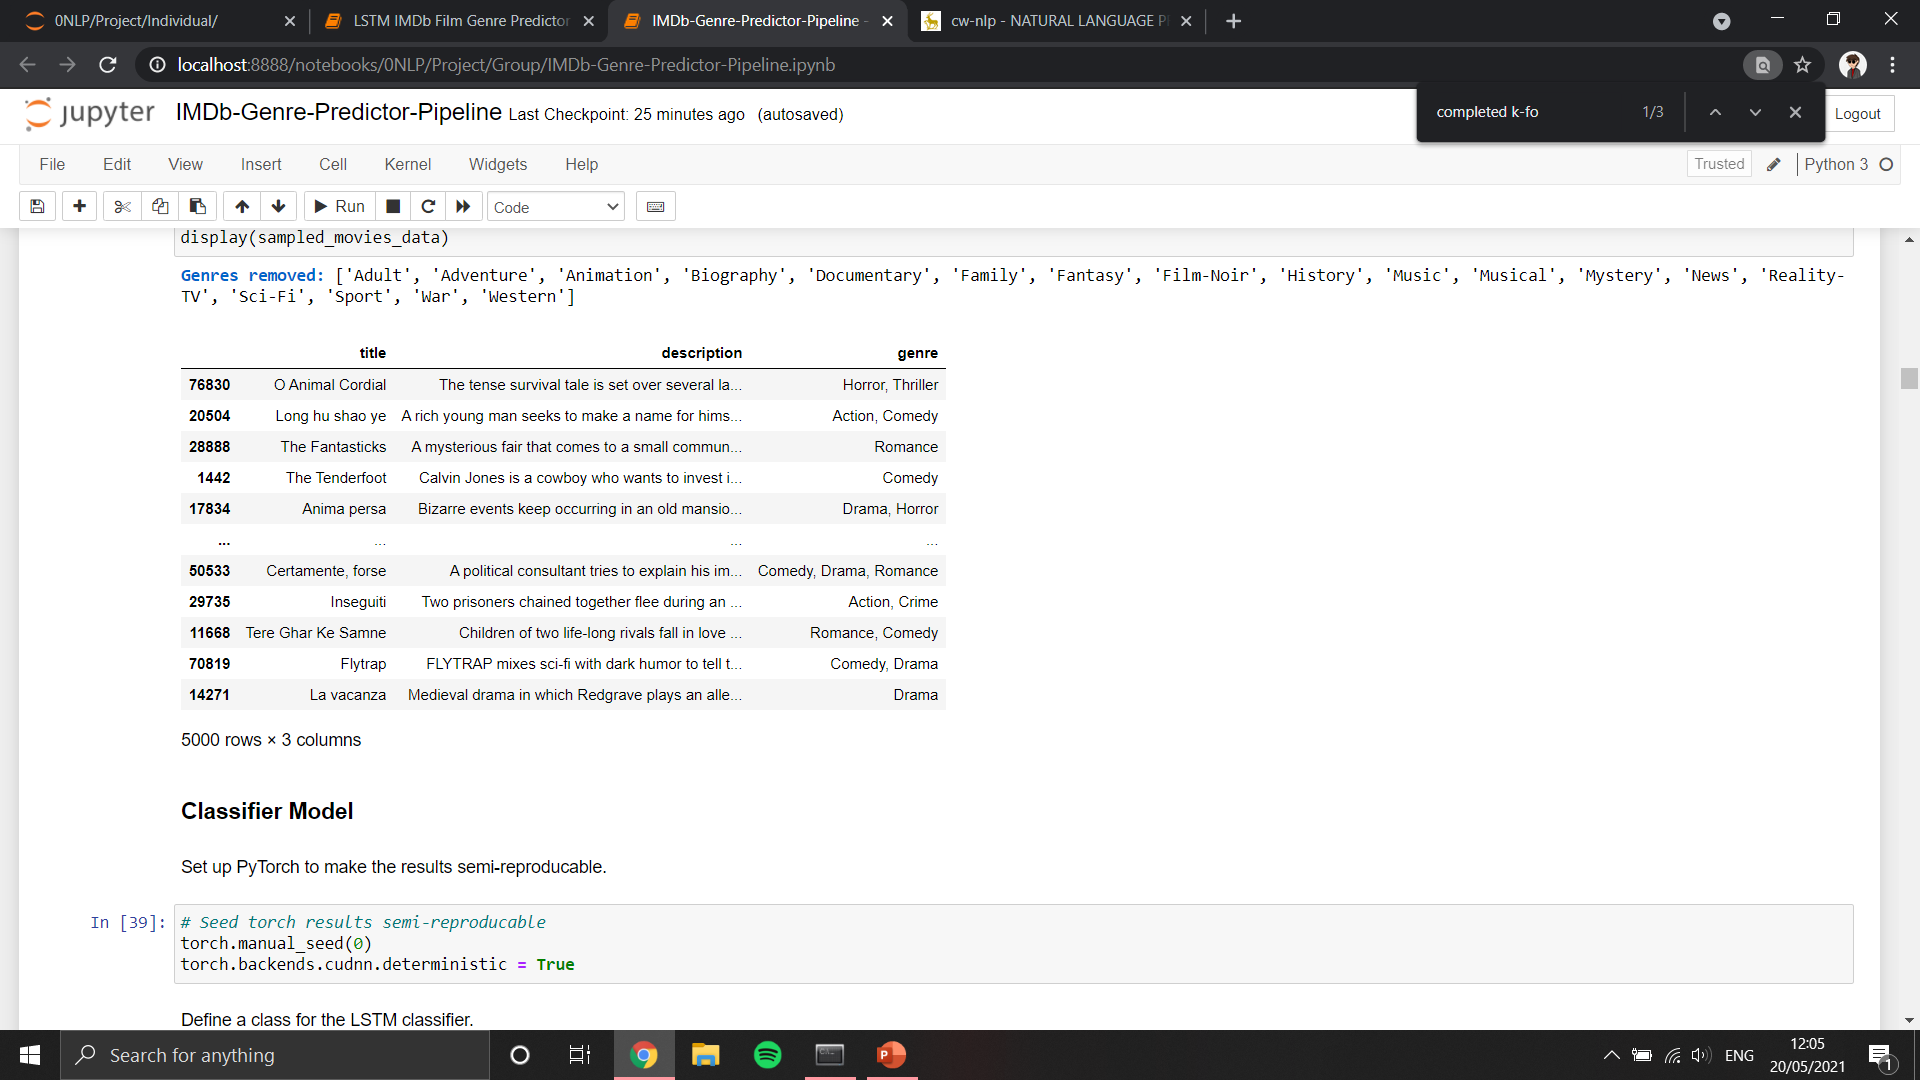 0NLP/Project/Individual/
LSTM IMDb Film Genre Predictor
IMDb-Genre-Predictor-Pipeline -
cw-nlp - NATURAL LANGUAGE P
localhost:8888/notebooks/0NLP/Project/Group/IMDb-Genre-Predictor-Pipeline.ipynb
completed k-fo 1/3
jupyter IMDb-Genre-Predictor-Pipeline Last Checkpoint: 25 minutes ago (autosaved)
Logout
File Edit View Insert Cell Kernel Widgets Help
Trusted Python 3
Run Code
display(sampled_movies_data)
Genres removed: ['Adult', 'Adventure', 'Animation', 'Biography', 'Documentary', 'Family', 'Fantasy', 'Film-Noir', 'History', 'Music', 'Musical', 'Mystery', 'News', 'Reality-
TV', 'Sci-Fi', 'Sport', 'War', 'Western']
title description genre
76830 O Animal Cordial The tense survival tale is set over several la... Horror, Thriller
20504 Long hu shao ye A rich young man seeks to make a name for hims... Action, Comedy
28888 The Fantasticks A mysterious fair that comes to a small commun... Romance
1442 The Tenderfoot Calvin Jones is a cowboy who wants to invest i... Comedy
17834 Anima persa Bizarre events keep occurring in an old mansio... Drama, Horror
... ... ... ...
50533 Certamente, forse A political consultant tries to explain his im... Comedy, Drama, Romance
29735 Inseguiti Two prisoners chained together flee during an ... Action, Crime
11668 Tere Ghar Ke Samne Children of two life-long rivals fall in love ... Romance, Comedy
70819 Flytrap FLYTRAP mixes sci-fi with dark humor to tell t... Comedy, Drama
14271 La vacanza Medieval drama in which Redgrave plays an alle... Drama
5000 rows × 3 columns
Classifier Model
Set up PyTorch to make the results semi-reproducable.
In [39]: # Seed torch results semi-reproducable
torch.manual_seed(0)
torch.backends.cudnn.deterministic = True
Define a class for the LSTM classifier.
Search for anything
ENG
12:05
20/05/2021
1